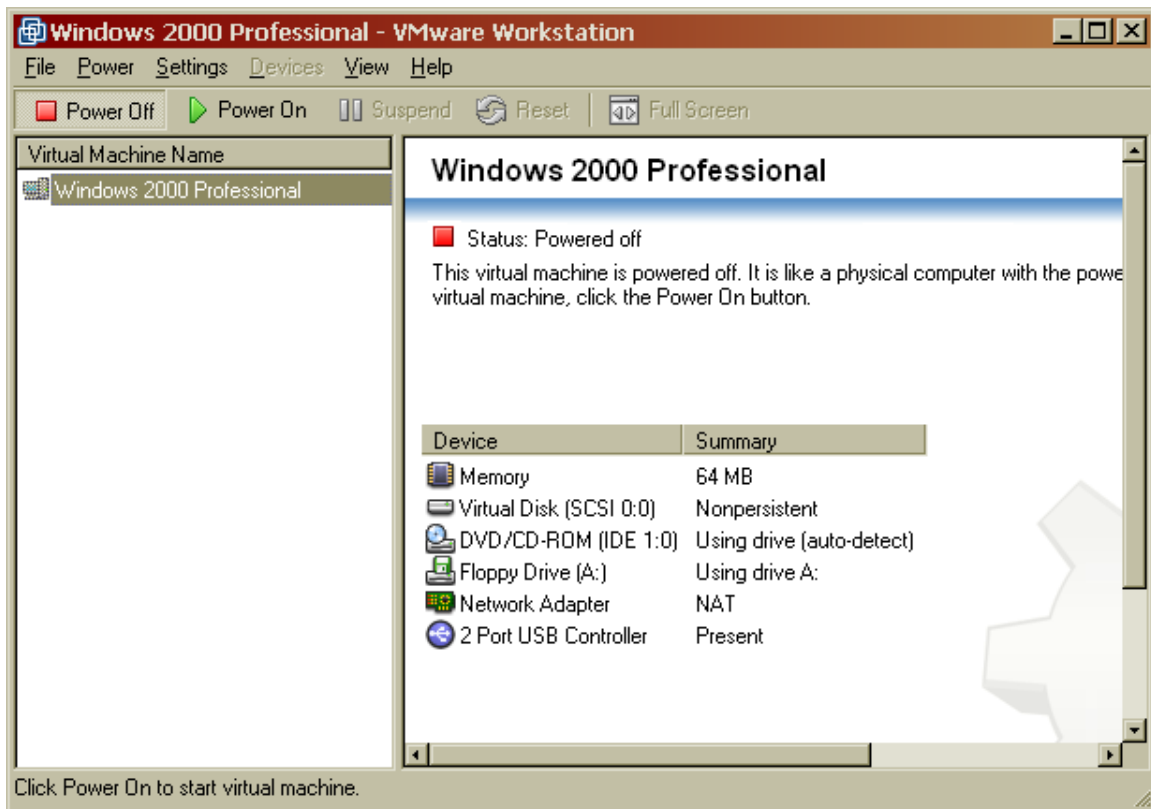 Windows 2000 Professional - VMware Workstation
File Power Settings Devices View Help
Power Off Power On Suspend Reset Full Screen
Virtual Machine Name
Windows 2000 Professional
Windows 2000 Professional
Status: Powered off
This virtual machine is powered off. It is like a physical computer with the powe
virtual machine, click the Power On button.
Device Summary
Memory 64 MB
Virtual Disk (SCSI 0:0) Nonpersistent
DVD/CD-ROM (IDE 1:0) Using drive (auto-detect)
Floppy Drive (A:) Using drive A:
Network Adapter NAT
2 Port USB Controller Present
Click Power On to start virtual machine.